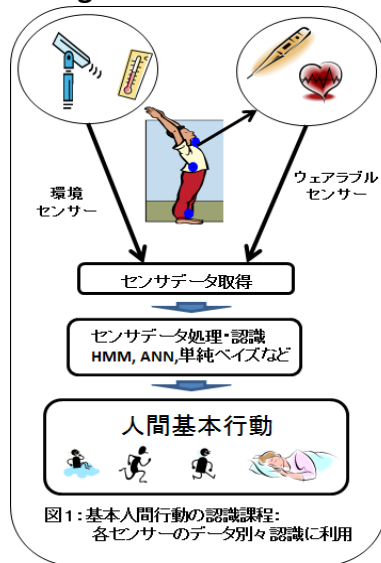 環境
センサー
ウェアラブル
センサー
センサデータ取得
センサデータ処理・認識
HMM, ANN,単純ベイズなど
人間基本行動
図1:基本人間行動の認識課程:
各センサーのデータ別々認識に利用